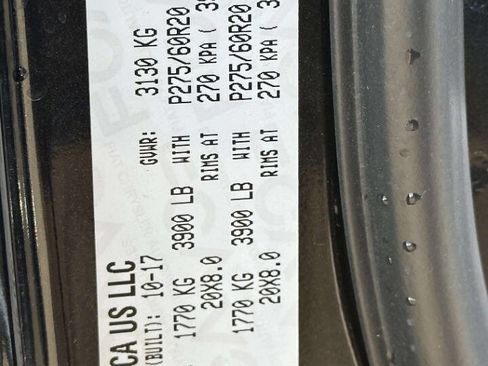 CA US LLC
(BUILT): 10-17 GVWR: 3130 KG
1770 KG 3900 LB WITH P275/60R20
20X8.0 RIMS AT 270 KPA (
1770 KG 3900 LB WITH P275/60R20
20X8.0 RIMS AT 270 KPA (